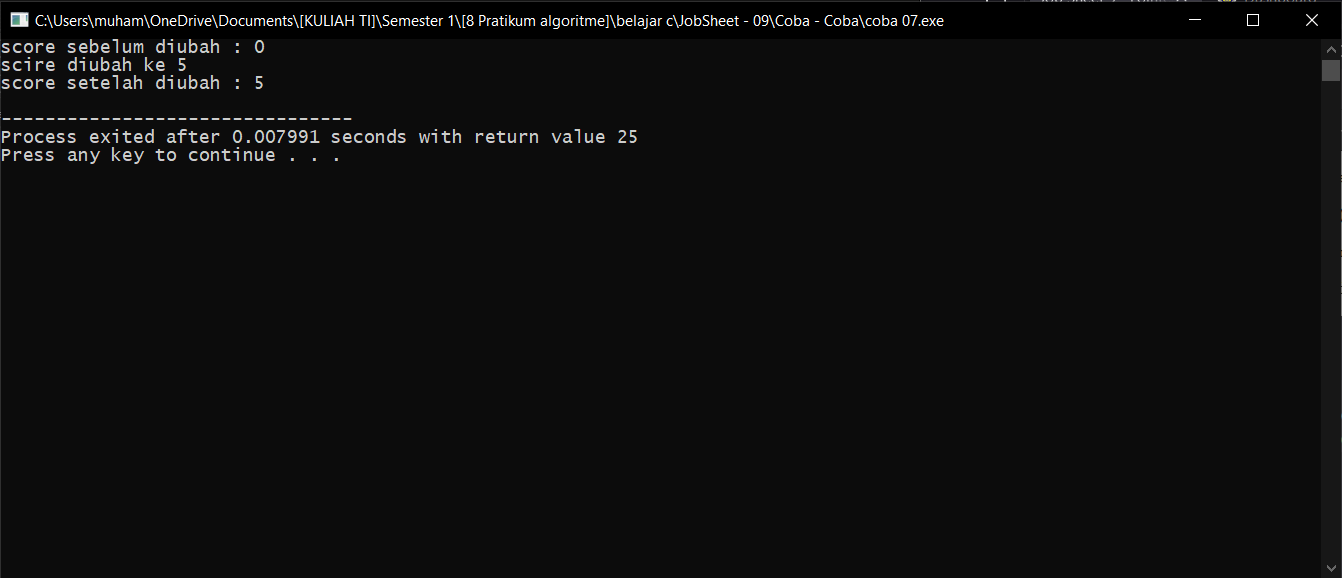 C:\Users\muham\OneDrive\Documents\[KULIAH TI]\Semester 1\[8 Pratikum algoritme]\belajar c\JobSheet - 09\Coba - Coba\coba 07.exe
score sebelum diubah : 0
scire diubah ke 5
score setelah diubah : 5
--------------------------------
Process exited after 0.007991 seconds with return value 25
Press any key to continue . . .